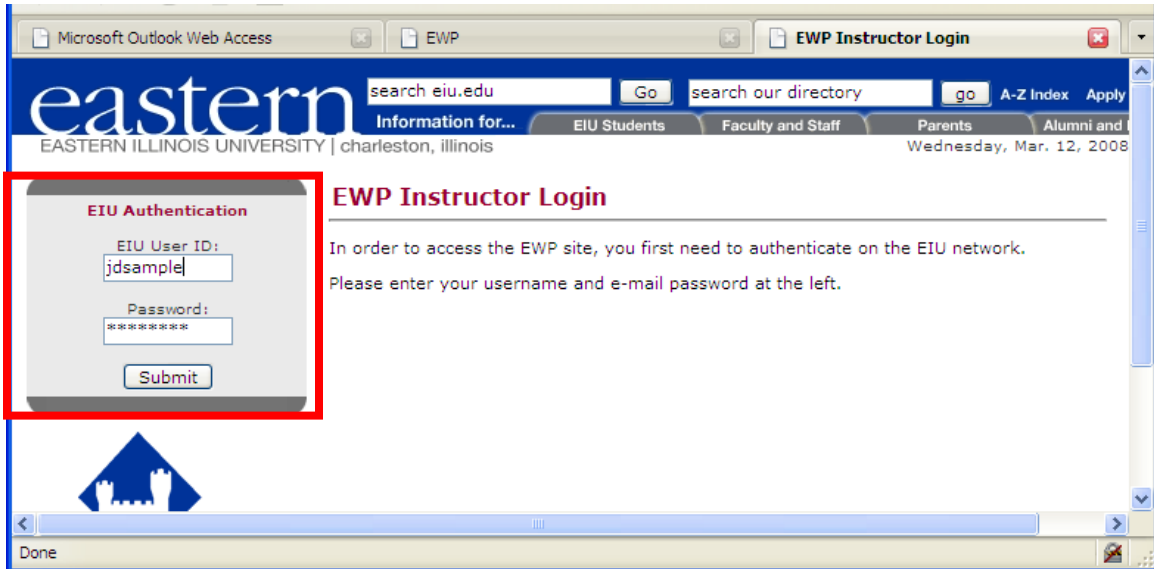 Microsoft Outlook Web Access EWP EWP Instructor Login
eastern search eiu.edu Go search our directory go A-Z Index Apply
Information for... EIU Students Faculty and Staff Parents Alumni and
EASTERN ILLINOIS UNIVERSITY | charleston, illinois Wednesday, Mar. 12, 2008
EIU Authentication
EIU User ID:
jdsample
Password:
********
Submit
EWP Instructor Login
In order to access the EWP site, you first need to authenticate on the EIU network.
Please enter your username and e-mail password at the left.
Done